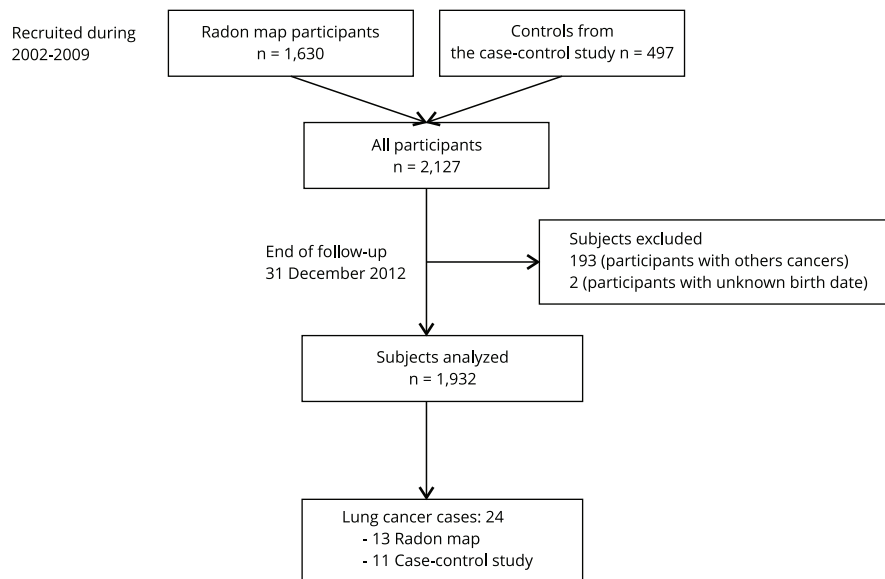 Recruited during
2002-2009
Radon map participants
n = 1,630
Controls from
the case-control study n = 497
All participants
n = 2,127
End of follow-up
31 December 2012
Subjects excluded
193 (participants with others cancers)
2 (participants with unknown birth date)
Subjects analyzed
n = 1,932
Lung cancer cases: 24
- 13 Radon map
- 11 Case-control study